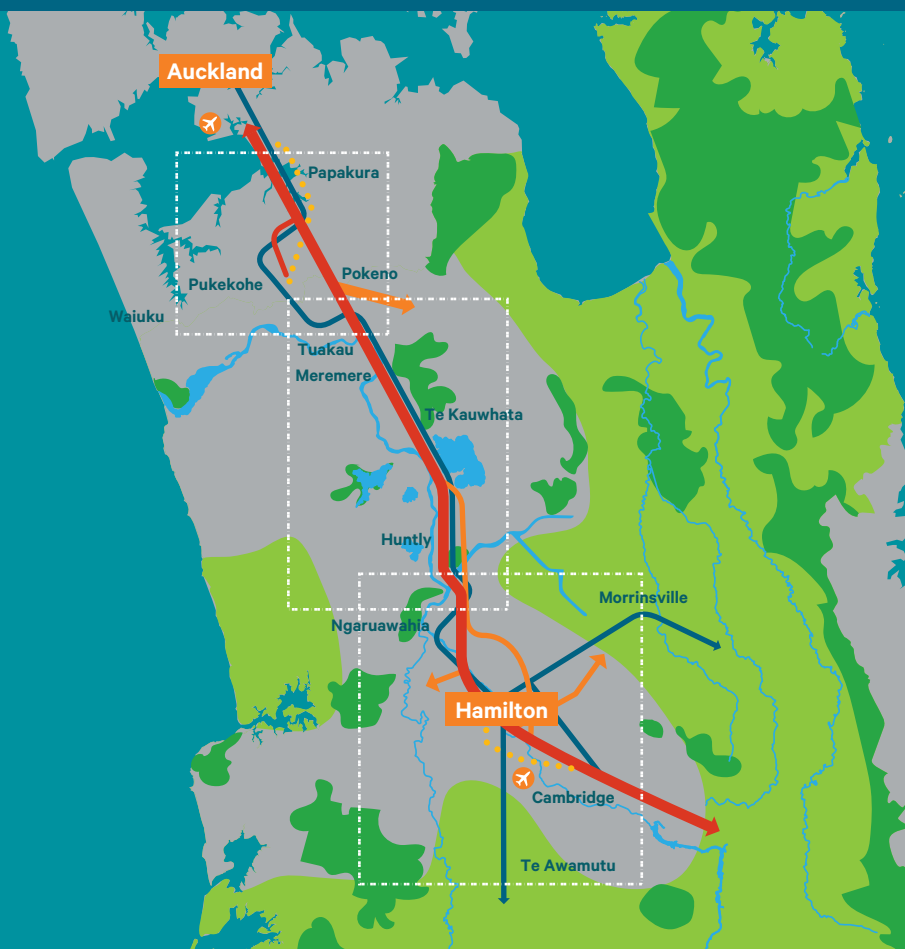 Auckland
Papakura
Pokeno
Pukekohe
Waiuku
Tuakau
Meremere
Te Kauwhata
Huntly
Morrinsville
Ngaruawahia
Hamilton
Cambridge
Te Awamutu